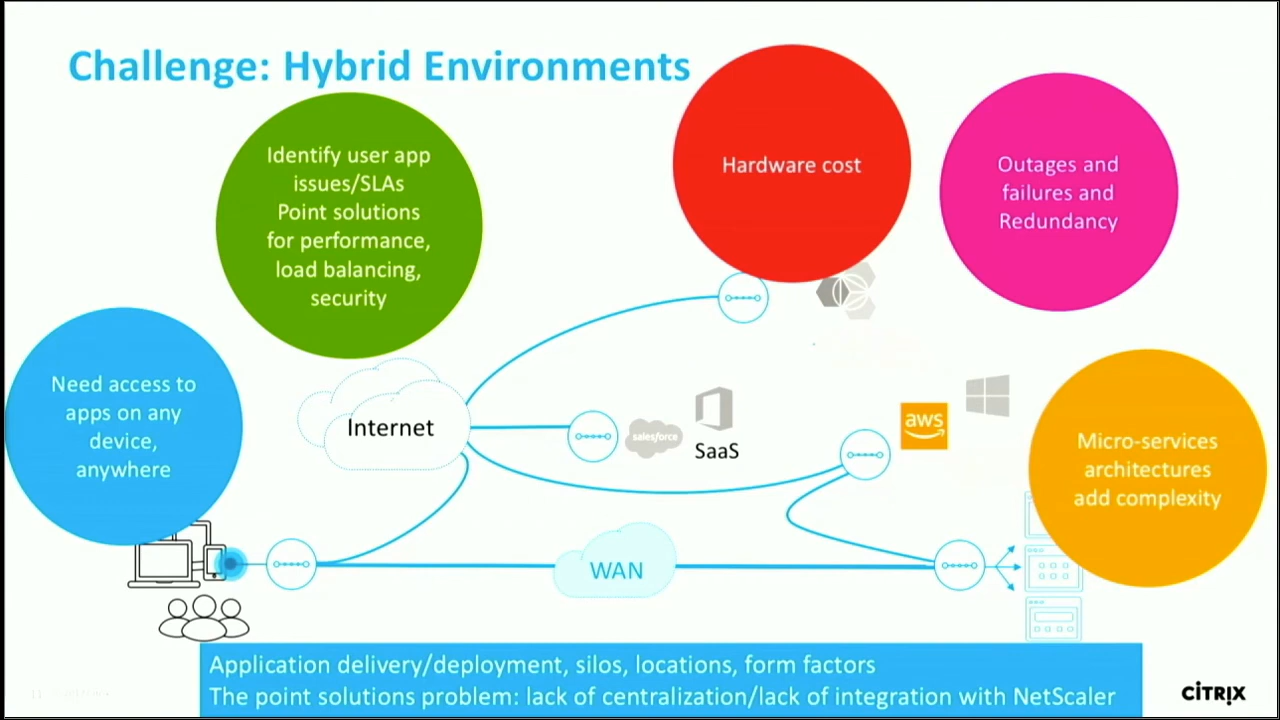 Challenge: Hybrid Environments
Identify user app
issues/SLAs
Point solutions
for performance,
load balancing,
security
Hardware cost
Outages and
failures and
Redundancy
Need access to
apps on any
device,
anywhere
Internet
salesforce
SaaS
aws
Micro-services
architectures
add complexity
WAN
Application delivery/deployment, silos, locations, form factors
The point solutions problem: lack of centralization/lack of integration with NetScaler
CİTRIX